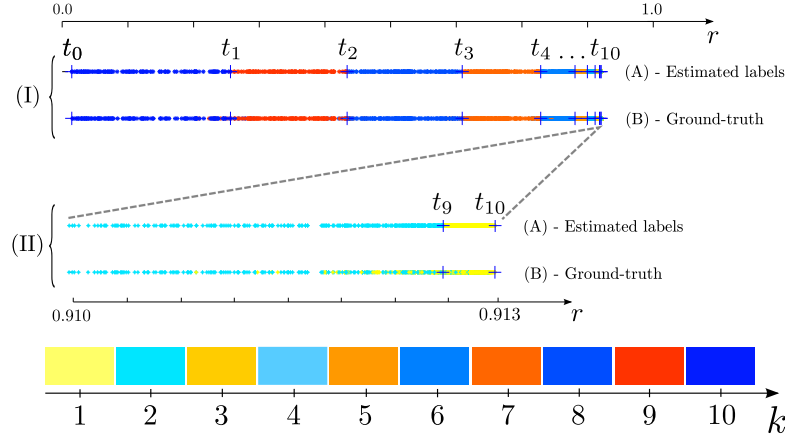 0.0 1.0
r
t0 t1 t2 t3 t4 ... t10
(I)
(A) - Estimated labels
(B) - Ground-truth
t9 t10
(II)
(A) - Estimated labels
(B) - Ground-truth
0.910 0.913 r
1 2 3 4 5 6 7 8 9 10
k